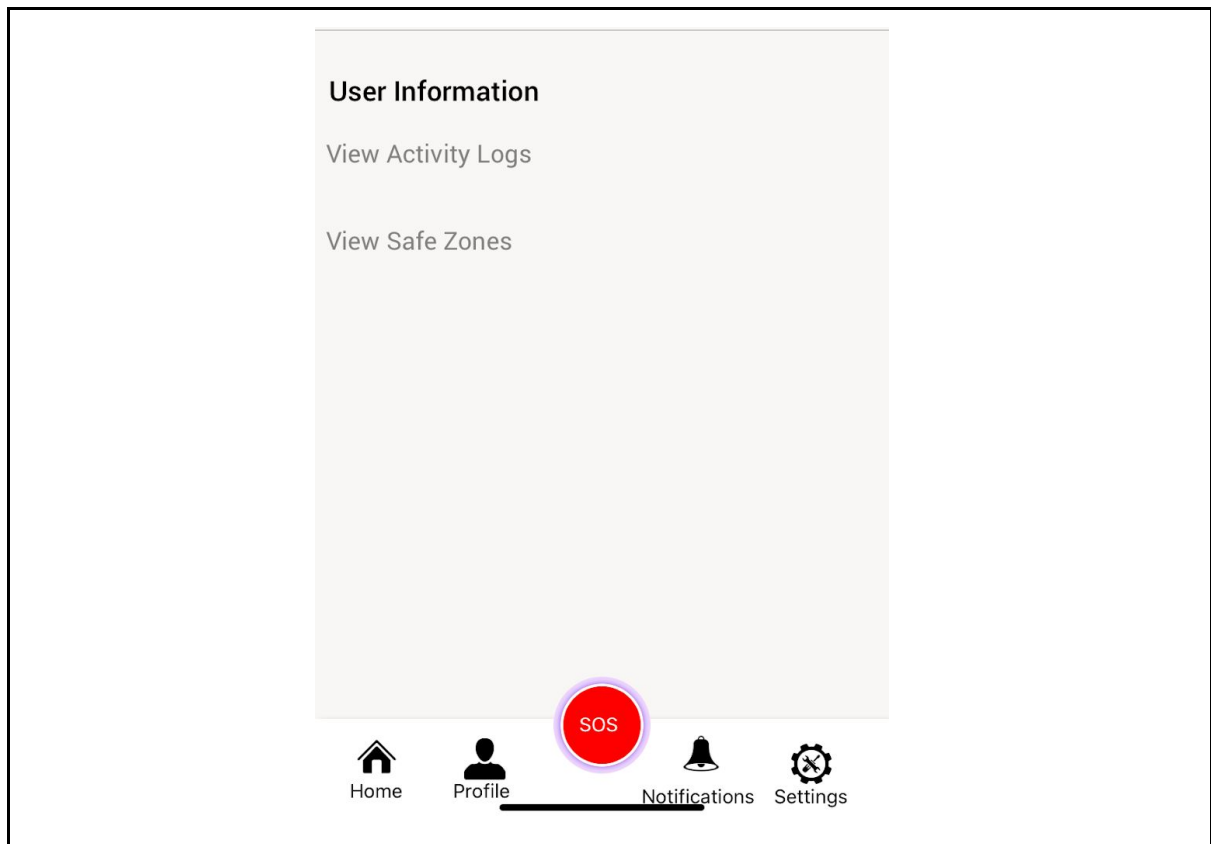 User Information
View Activity Logs
View Safe Zones
SOS
Home
Profile
Notifications
Settings